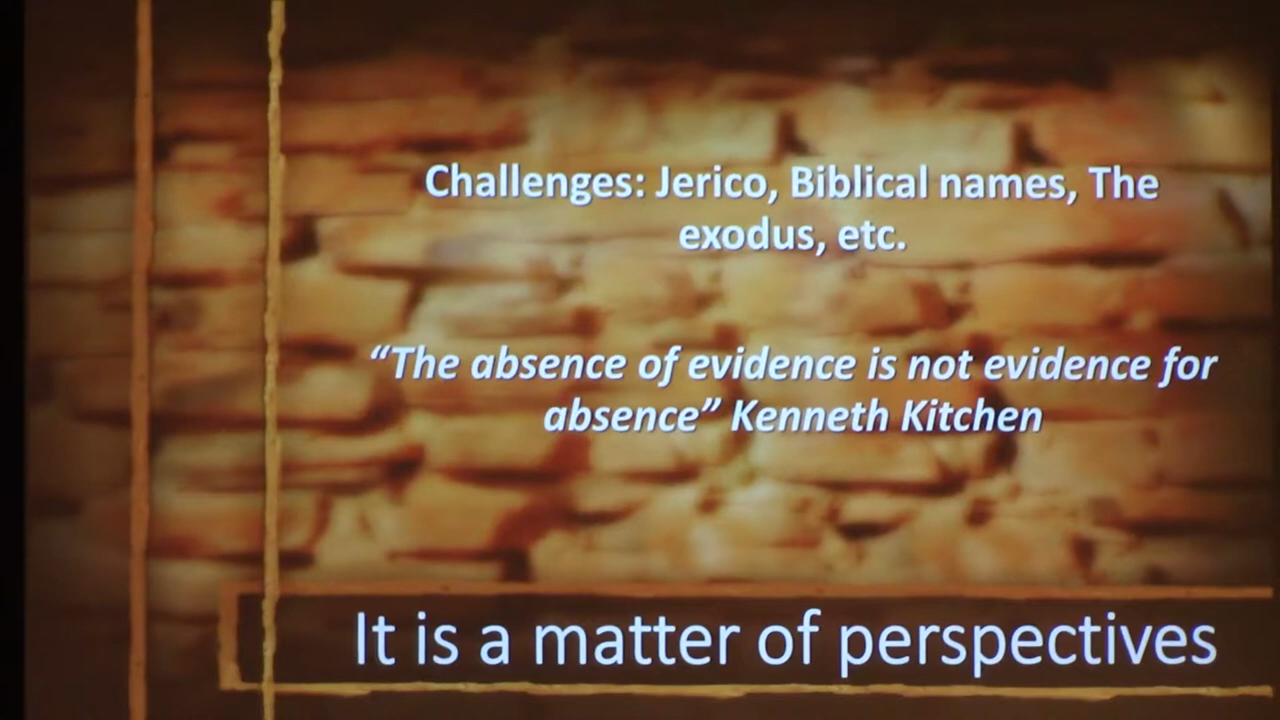 Challenges: Jerico, Biblical names, The
exodus, etc.
“The absence of evidence is not evidence for
absence” Kenneth Kitchen
It is a matter of perspectives